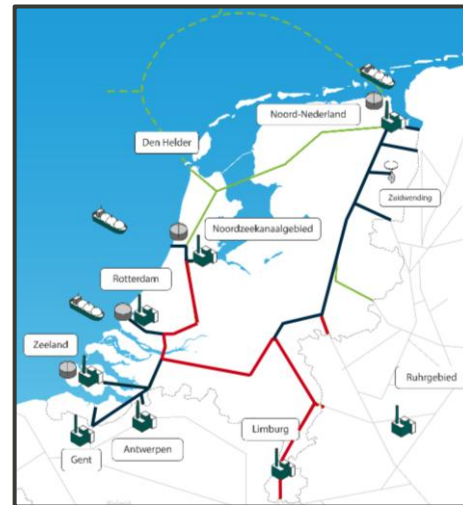 Noord-Nederland
Den Helder
Zuidwending
Noordzeekanaalgebied
Rotterdam
Zeeland
Ruhrgebied
Limburg
Antwerpen
Gent